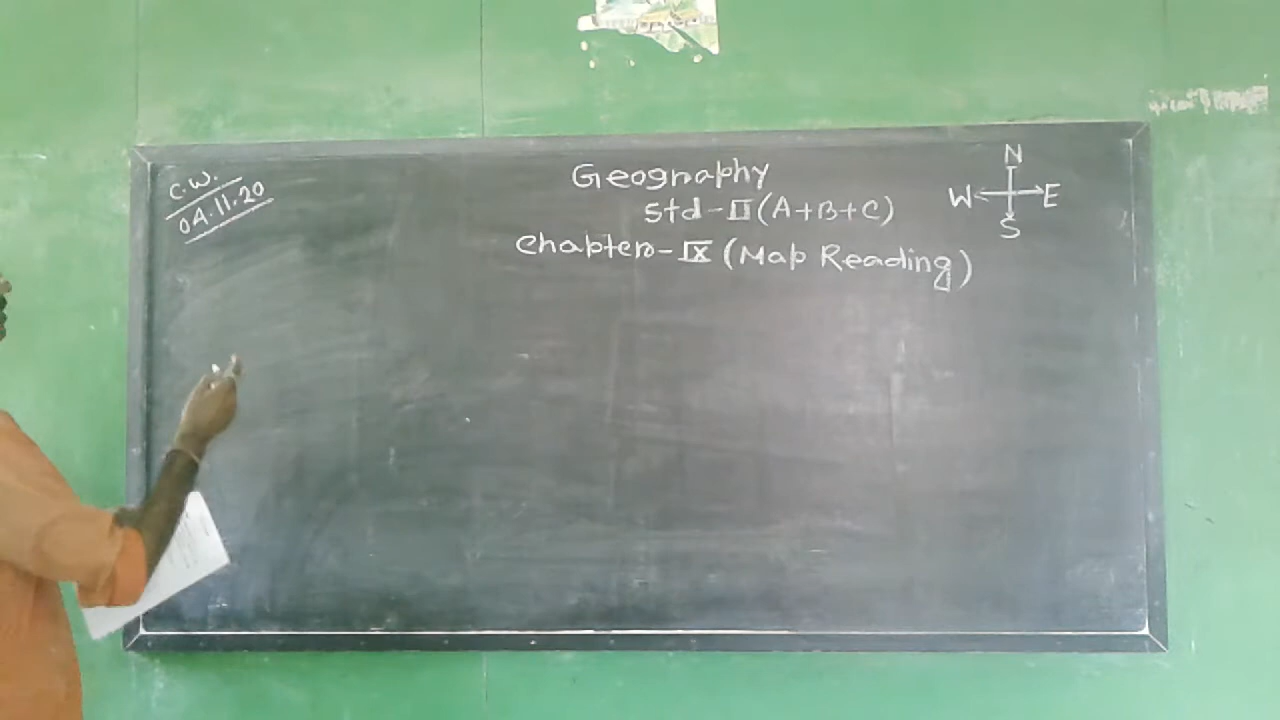 C.W.
04.11.20
Geography
Std-II (A+B+C)
Chapter-IX (Map Reading)
N
W E
S